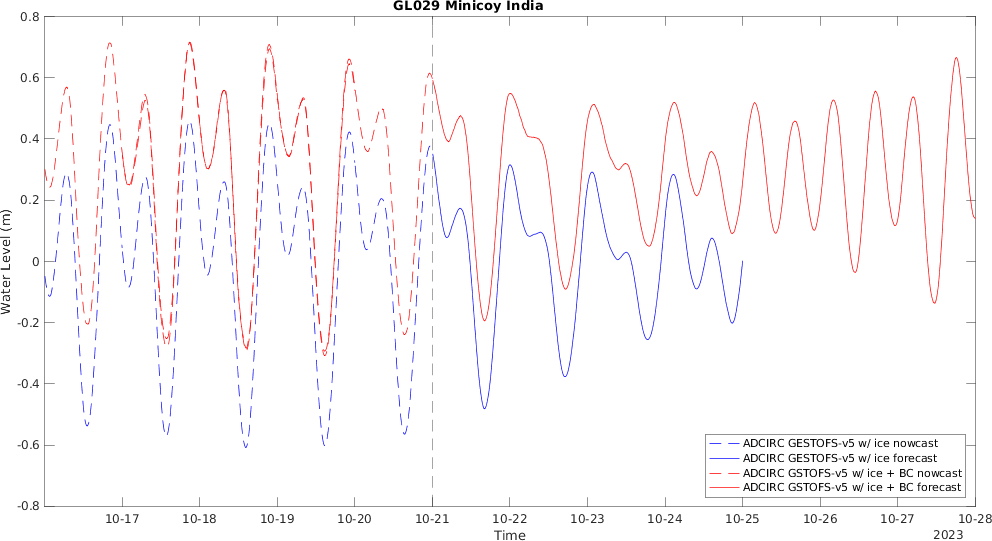 GL029 Minicoy India
0.8
0.6
0.4
0.2
0
-0.2
-0.4
-0.6
-0.8
Water Level (m)
ADCIRC GESTOFS-v5 w/ ice nowcast
ADCIRC GESTOFS-v5 w/ ice forecast
ADCIRC GSTOFS-v5 w/ ice + BC nowcast
ADCIRC GSTOFS-v5 w/ ice + BC forecast
10-17 10-18 10-19 10-20 10-21 10-22 10-23 10-24 10-25 10-26 10-27 10-28
Time
2023